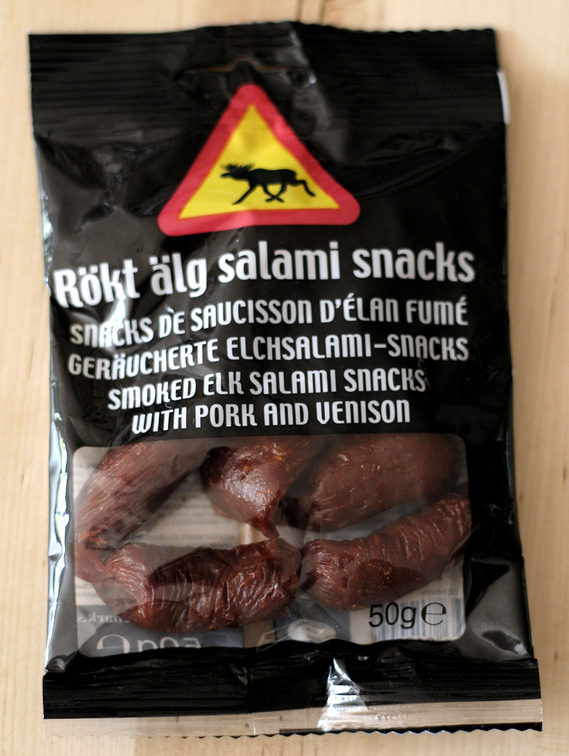 Rökt älg salami snacks
SNACKS DE SAUCISSON D'ÉLAN FUMÉ
GERÄUCHERTE ELCHSALAMI-SNACKS
SMOKED ELK SALAMI SNACKS
WITH PORK AND VENISON
50g℮